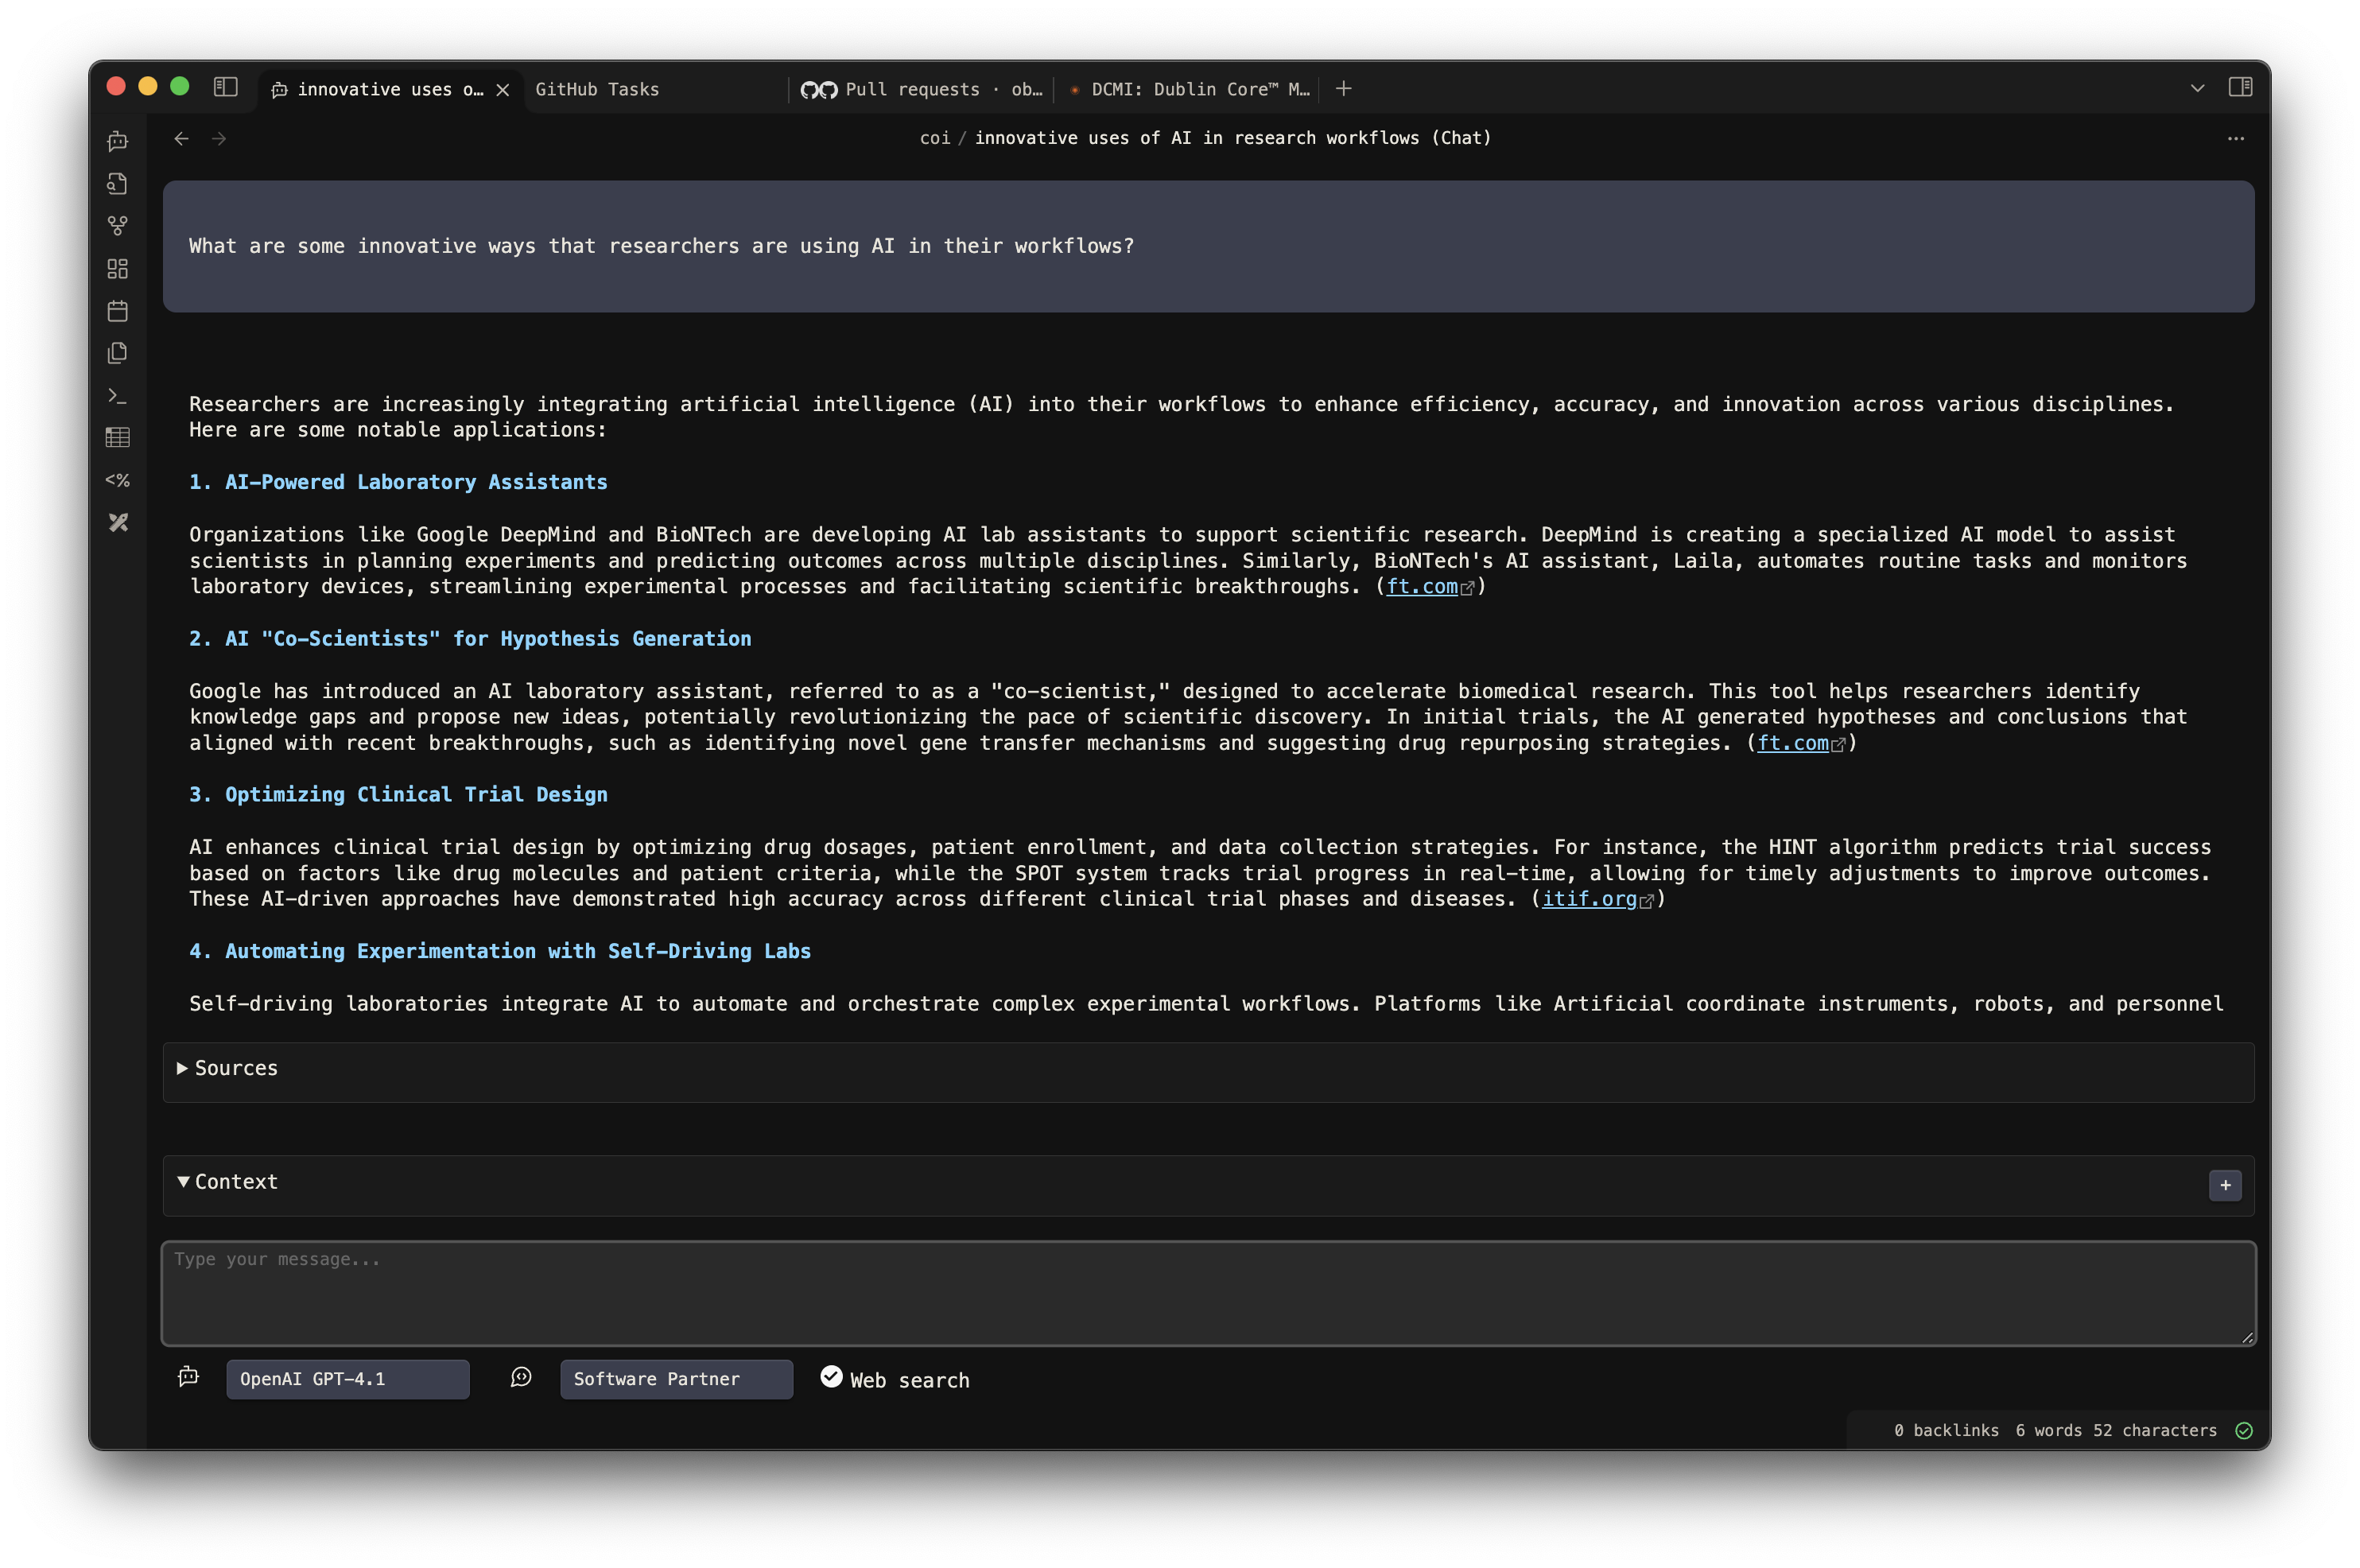 innovative uses o…
GitHub Tasks
Pull requests · ob…
DCMI: Dublin Core™ M…
coi / innovative uses of AI in research workflows (Chat)
What are some innovative ways that researchers are using AI in their workflows?
Researchers are increasingly integrating artificial intelligence (AI) into their workflows to enhance efficiency, accuracy, and innovation across various disciplines.
Here are some notable applications:
1. AI-Powered Laboratory Assistants
Organizations like Google DeepMind and BioNTech are developing AI lab assistants to support scientific research. DeepMind is creating a specialized AI model to assist
scientists in planning experiments and predicting outcomes across multiple disciplines. Similarly, BioNTech's AI assistant, Laila, automates routine tasks and monitors
laboratory devices, streamlining experimental processes and facilitating scientific breakthroughs. (ft.com)
2. AI "Co-Scientists" for Hypothesis Generation
Google has introduced an AI laboratory assistant, referred to as a "co-scientist," designed to accelerate biomedical research. This tool helps researchers identify
knowledge gaps and propose new ideas, potentially revolutionizing the pace of scientific discovery. In initial trials, the AI generated hypotheses and conclusions that
aligned with recent breakthroughs, such as identifying novel gene transfer mechanisms and suggesting drug repurposing strategies. (ft.com)
3. Optimizing Clinical Trial Design
AI enhances clinical trial design by optimizing drug dosages, patient enrollment, and data collection strategies. For instance, the HINT algorithm predicts trial success
based on factors like drug molecules and patient criteria, while the SPOT system tracks trial progress in real-time, allowing for timely adjustments to improve outcomes.
These AI-driven approaches have demonstrated high accuracy across different clinical trial phases and diseases. (itif.org)
4. Automating Experimentation with Self-Driving Labs
Self-driving laboratories integrate AI to automate and orchestrate complex experimental workflows. Platforms like Artificial coordinate instruments, robots, and personnel
Sources
Context
+
Type your message...
OpenAI GPT-4.1
Software Partner
Web search
0 backlinks 6 words 52 characters
<%